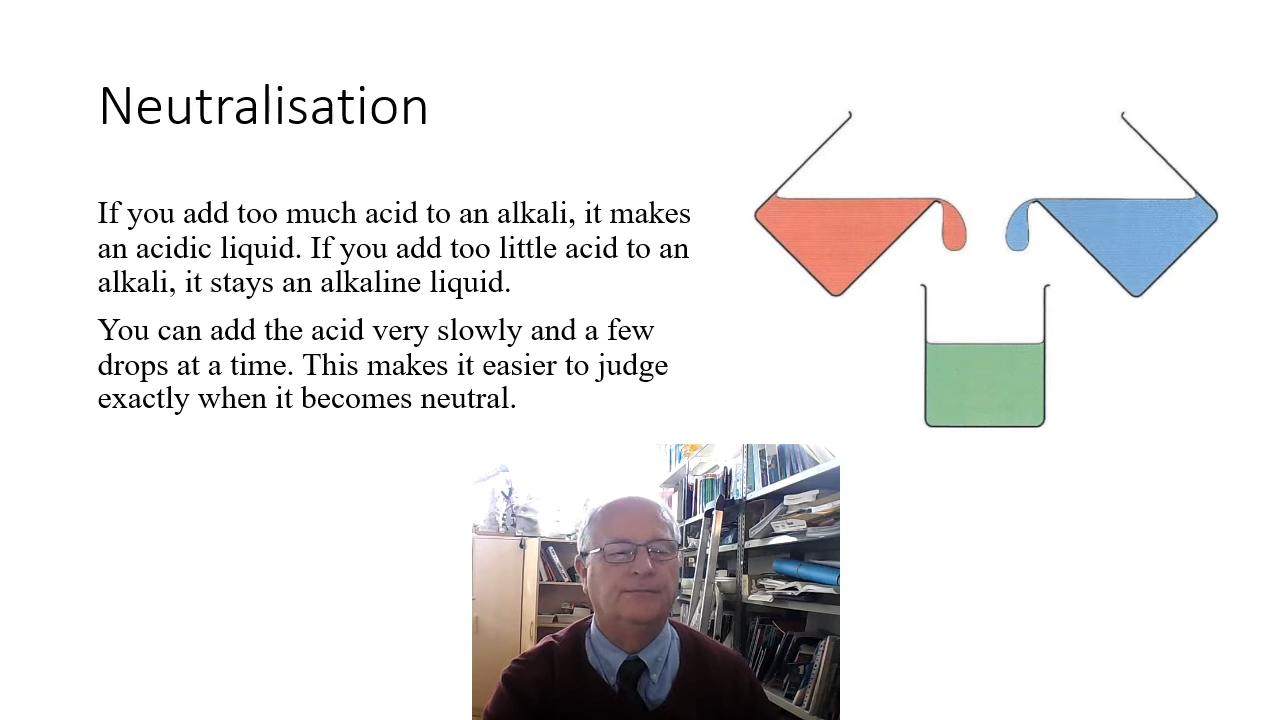 Neutralisation
If you add too much acid to an alkali, it makes
an acidic liquid. If you add too little acid to an
alkali, it stays an alkaline liquid.
You can add the acid very slowly and a few
drops at a time. This makes it easier to judge
exactly when it becomes neutral.